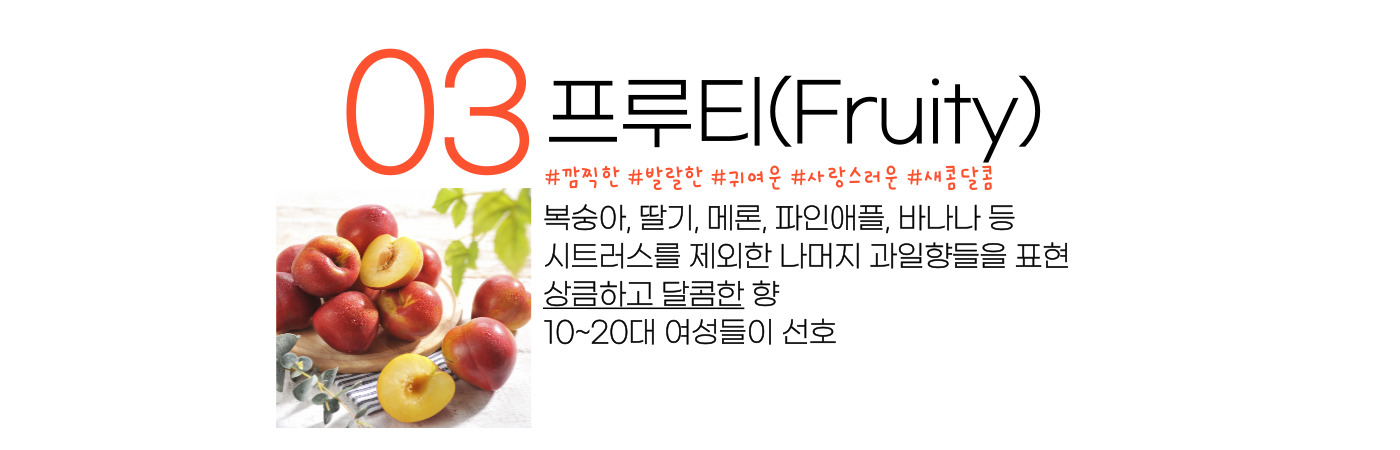 03 프루티(Fruity)
#깜찍한 #발랄한 #귀여운 #사랑스러운 #새콤달콤
복숭아, 딸기, 메론, 파인애플, 바나나 등
시트러스를 제외한 나머지 과일향들을 표현
상큼하고 달콤한 향
10~20대 여성들이 선호